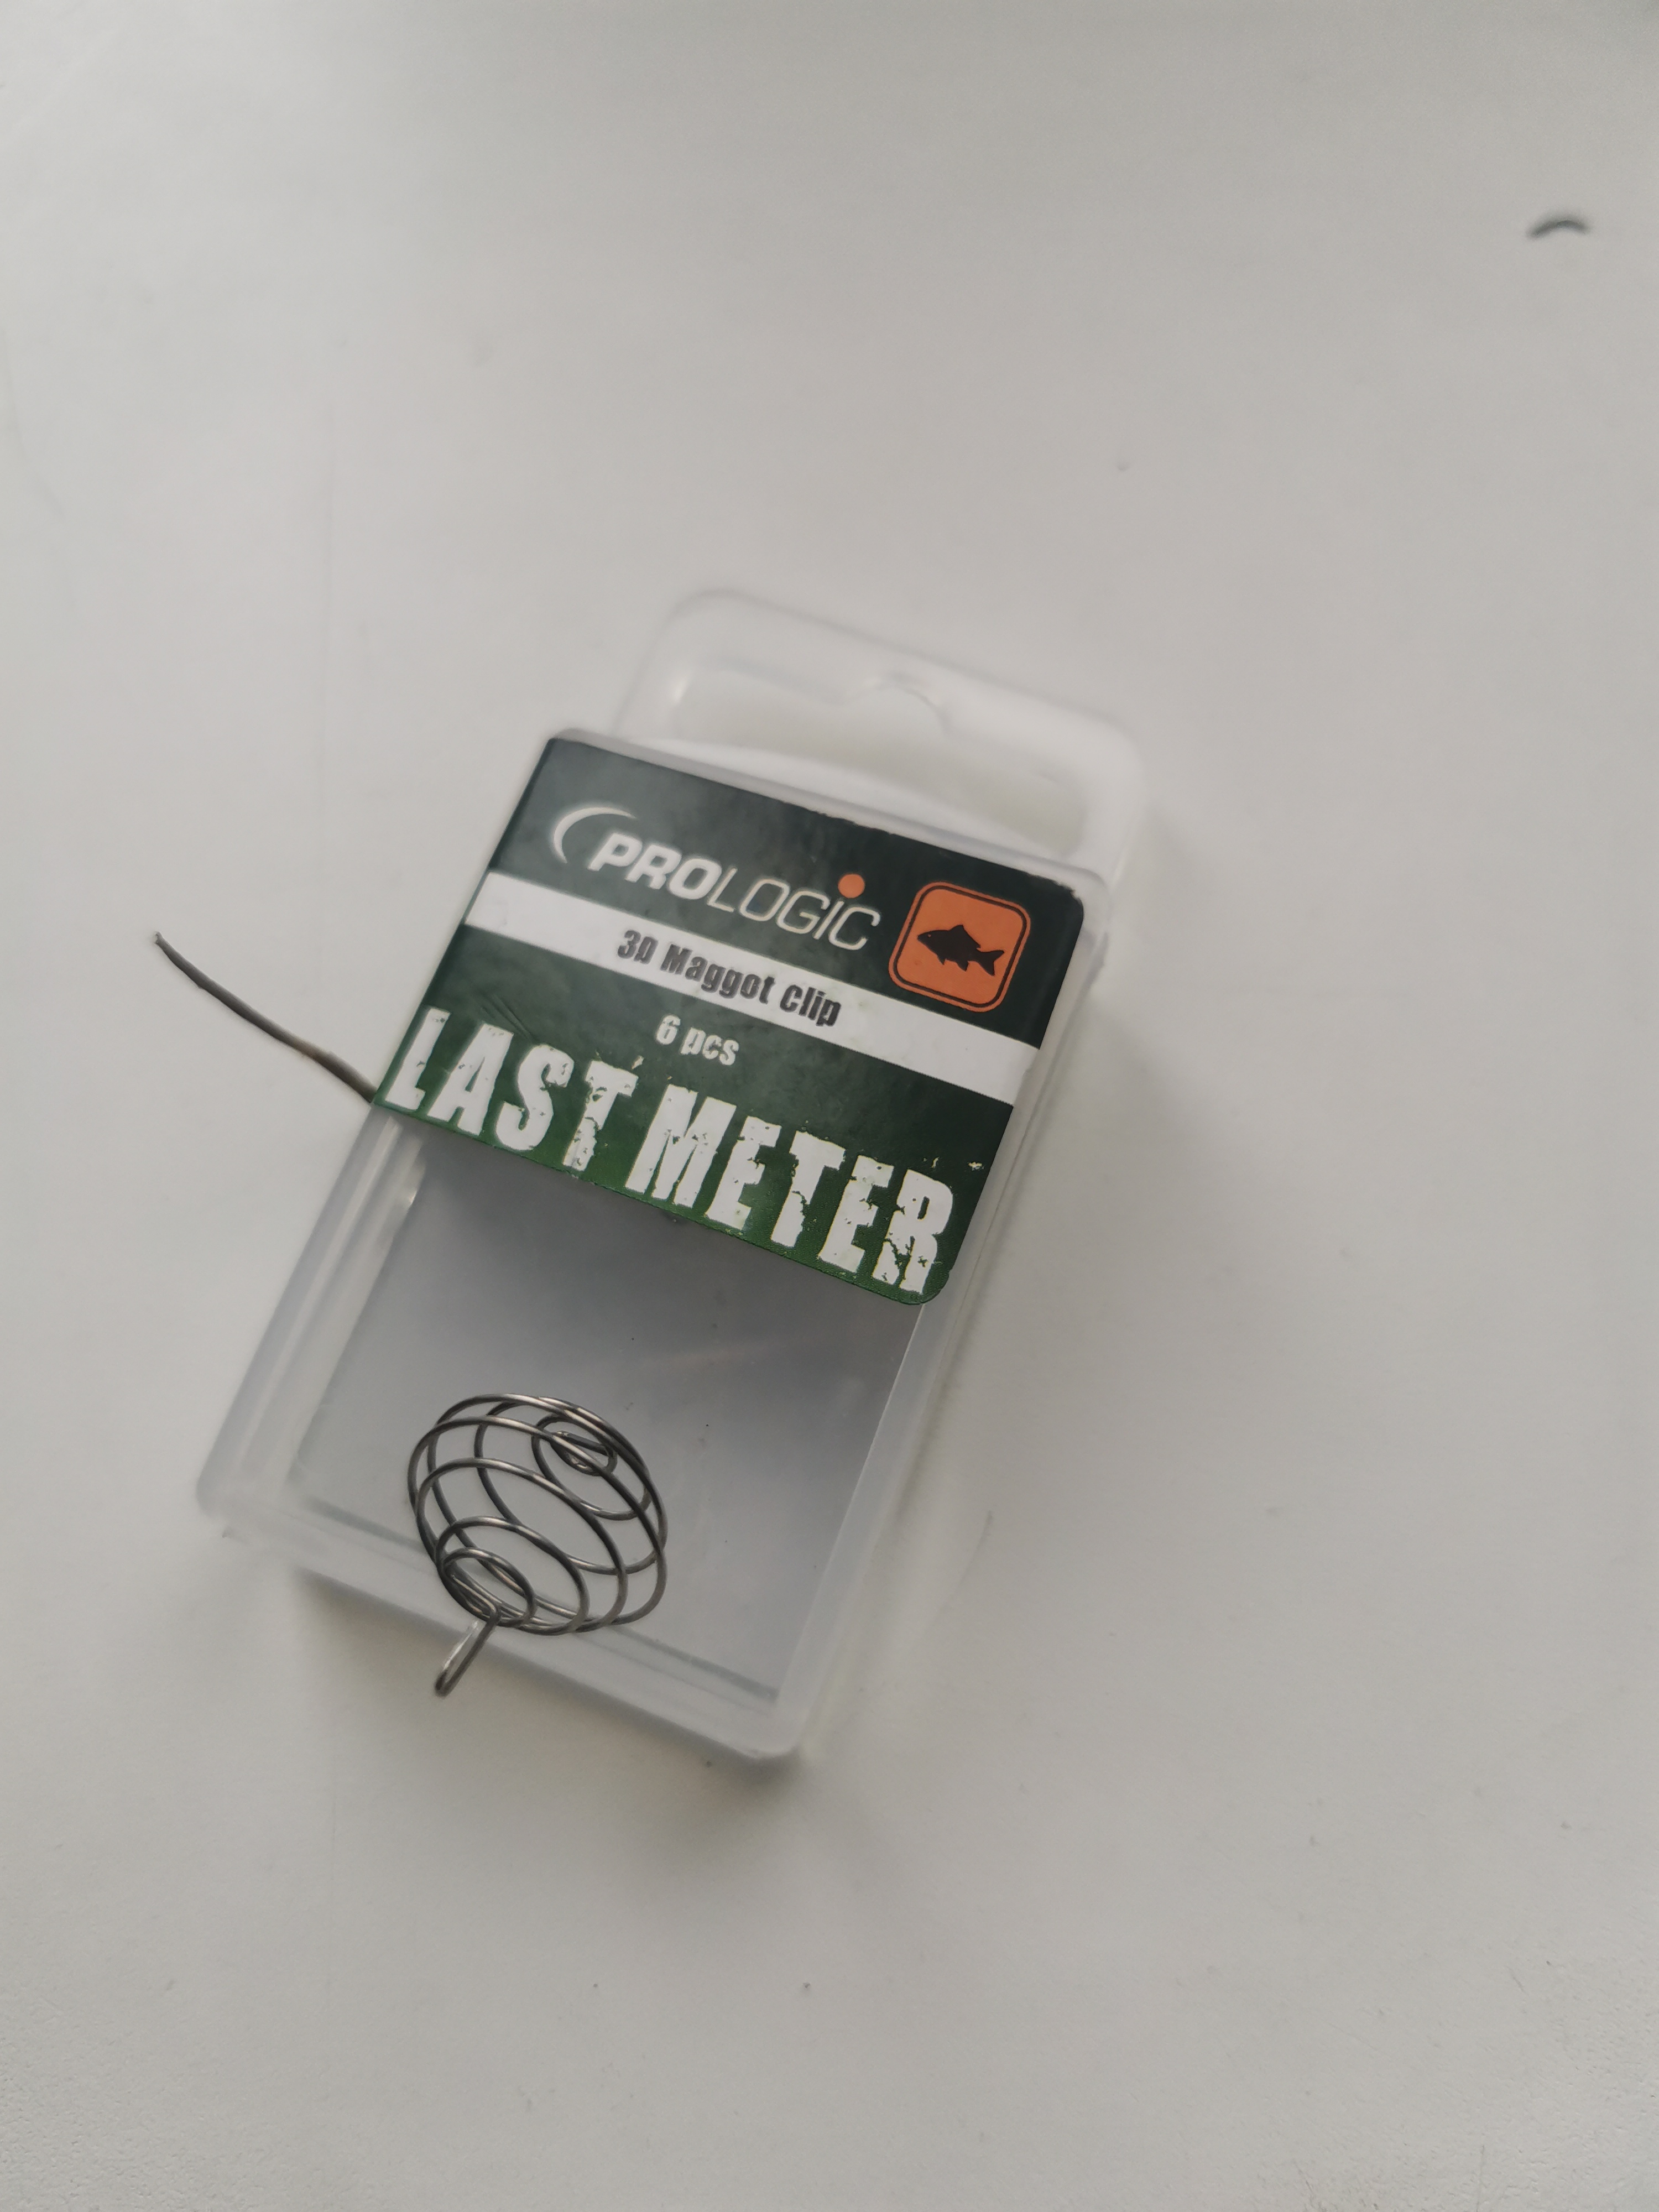 PROLOGIC
3D Maggot Clip
6 pcs
LAST METER